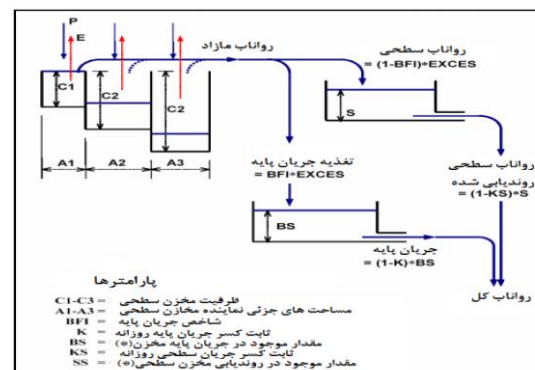 P
E
C1
C2
C2
A1
A2
A3
رواناب مازاد
رواناب سطحی
= (1-BFI)*EXCES
S
تغذیه جریان پایه
= BFI*EXCES
رواناب سطحی
روندیابی شده
= (1-KS)*S
BS
جریان پایه
= (1-K)*BS
رواناب کل
پارامترها
C1-C3 = ظرفیت مخزن سطحی
A1-A3 = مساحت های جزئی نماینده مخازن سطحی
BFI = شاخص جریان پایه
K = ثابت کسر جریان پایه روزانه
BS = مقدار موجود در جریان پایه مخزن(*)
KS = ثابت کسر جریان سطحی روزانه
SS = مقدار موجود در روندیابی مخزن سطحی(*)